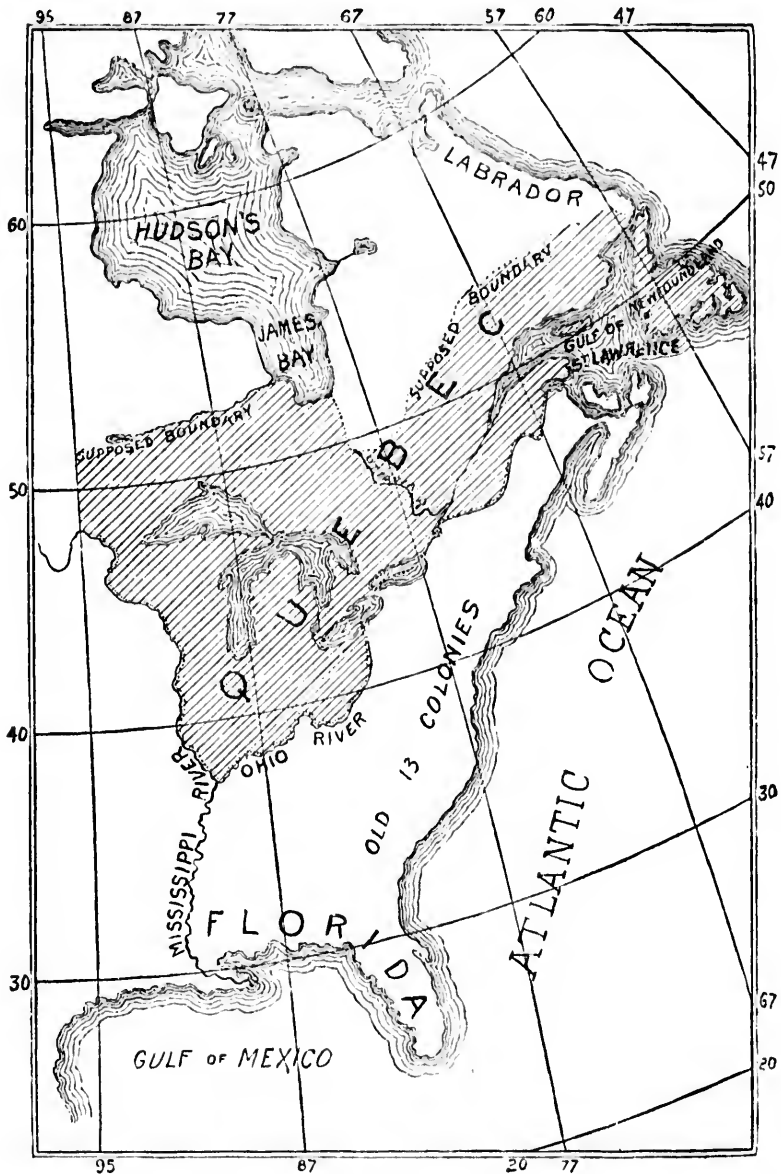 95 87 77 67 57 60 47
47
50
LABRADOR
60
HUDSON'S
BAY
NEWFOUNDLAND
SUPPOSED BOUNDARY
JAMES
BAY
GULF OF
ST LAWRENCE
SUPPOSED BOUNDARY
57
50
40
QUEBEC
OCEAN
OLD 13 COLONIES
40
OHIO RIVER
30
MISSISSIPPI RIVER
ATLANTIC
FLORIDA
30
67
GULF OF MEXICO
20
95 87 20 77